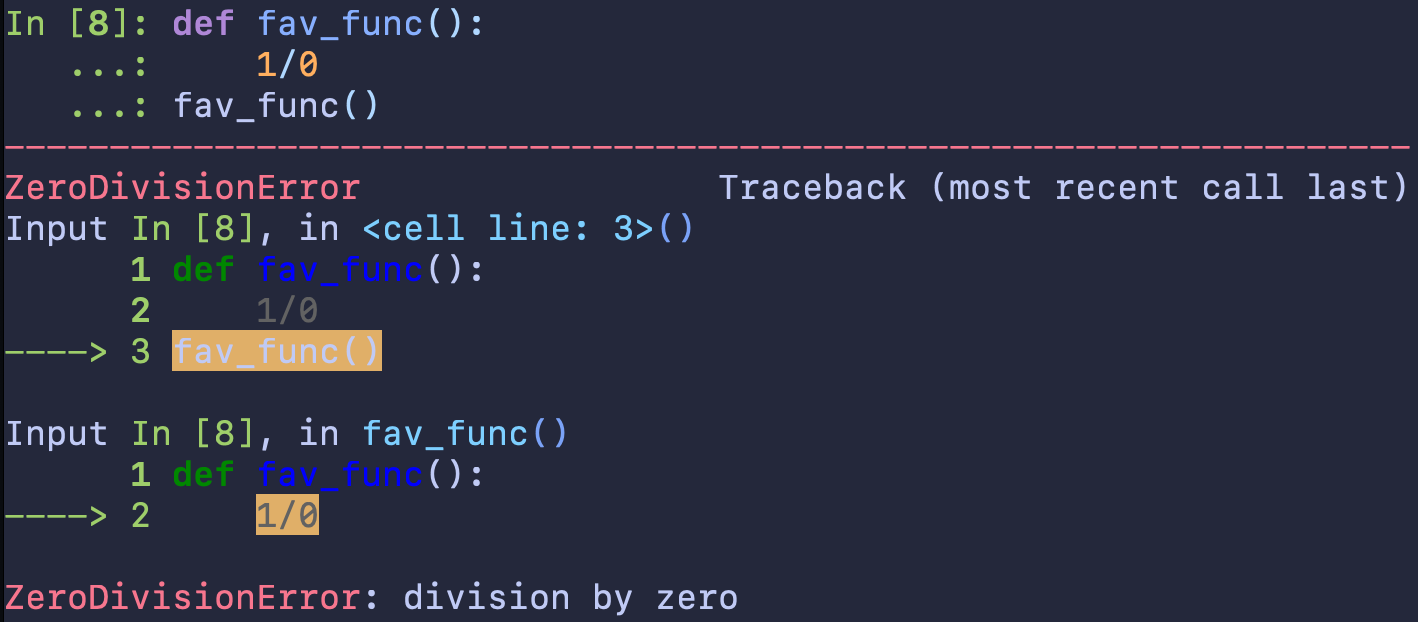 In [8]: def fav_func():
   ...:     1/0
   ...: fav_func()
---------------------------------------------------------------------------
ZeroDivisionError                 Traceback (most recent call last)
Input In [8], in <cell line: 3>()
      1 def fav_func():
      2     1/0
----> 3 fav_func()

Input In [8], in fav_func()
      1 def fav_func():
----> 2     1/0

ZeroDivisionError: division by zero